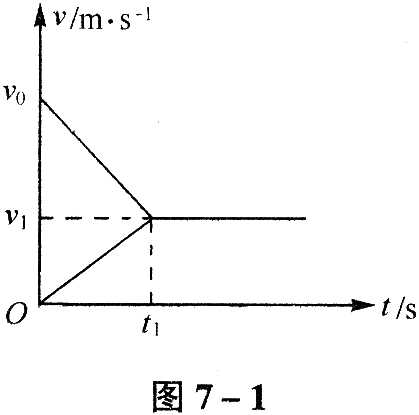 v/m·s⁻¹
v₀
v₁
O
t₁
t/s
图 7-1